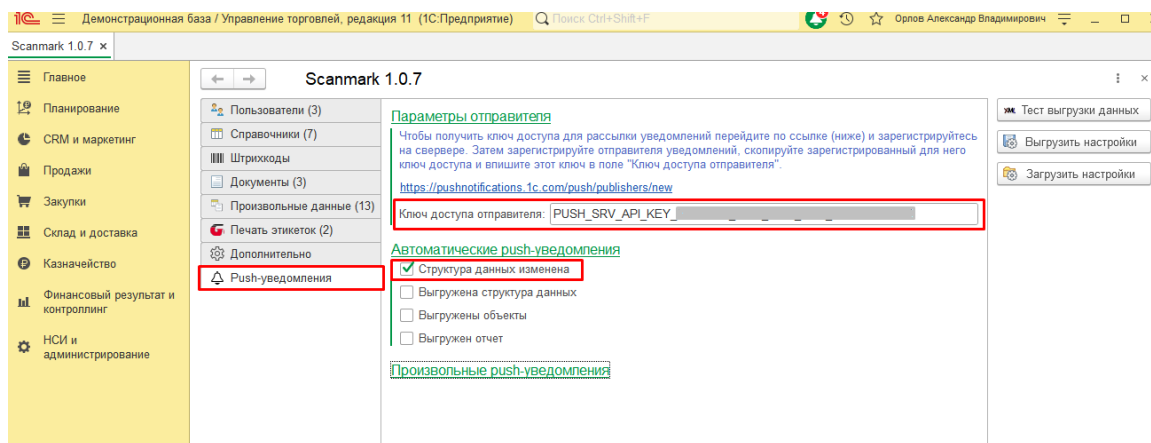 1С Демонстрационная база / Управление торговлей, редакция 11 (1С:Предприятие) Поиск Ctrl+Shift+F Орлов Александр Владимирович
Scanmark 1.0.7 ×
Главное
Планирование
CRM и маркетинг
Продажи
Закупки
Склад и доставка
Казначейство
Финансовый результат и
контроллинг
НСИ и
администрирование
Scanmark 1.0.7
Пользователи (3)
Справочники (7)
Штрихкоды
Документы (3)
Произвольные данные (13)
Печать этикеток (2)
Дополнительно
Push-уведомления
Параметры отправителя
Чтобы получить ключ доступа для рассылки уведомлений перейдите по ссылке (ниже) и зарегистрируйтесь
на свервере. Затем зарегистрируйте отправителя уведомлений, скопируйте зарегистрированный для него
ключ доступа и впишите этот ключ в поле "Ключ доступа отправителя".
https://pushnotifications.1c.com/push/publishers/new
Ключ доступа отправителя: PUSH_SRV_API_KEY_
Автоматические push-уведомления
Структура данных изменена
Выгружена структура данных
Выгружены объекты
Выгружен отчет
Произвольные push-уведомления
XML Тест выгрузки данных
Выгрузить настройки
Загрузить настройки